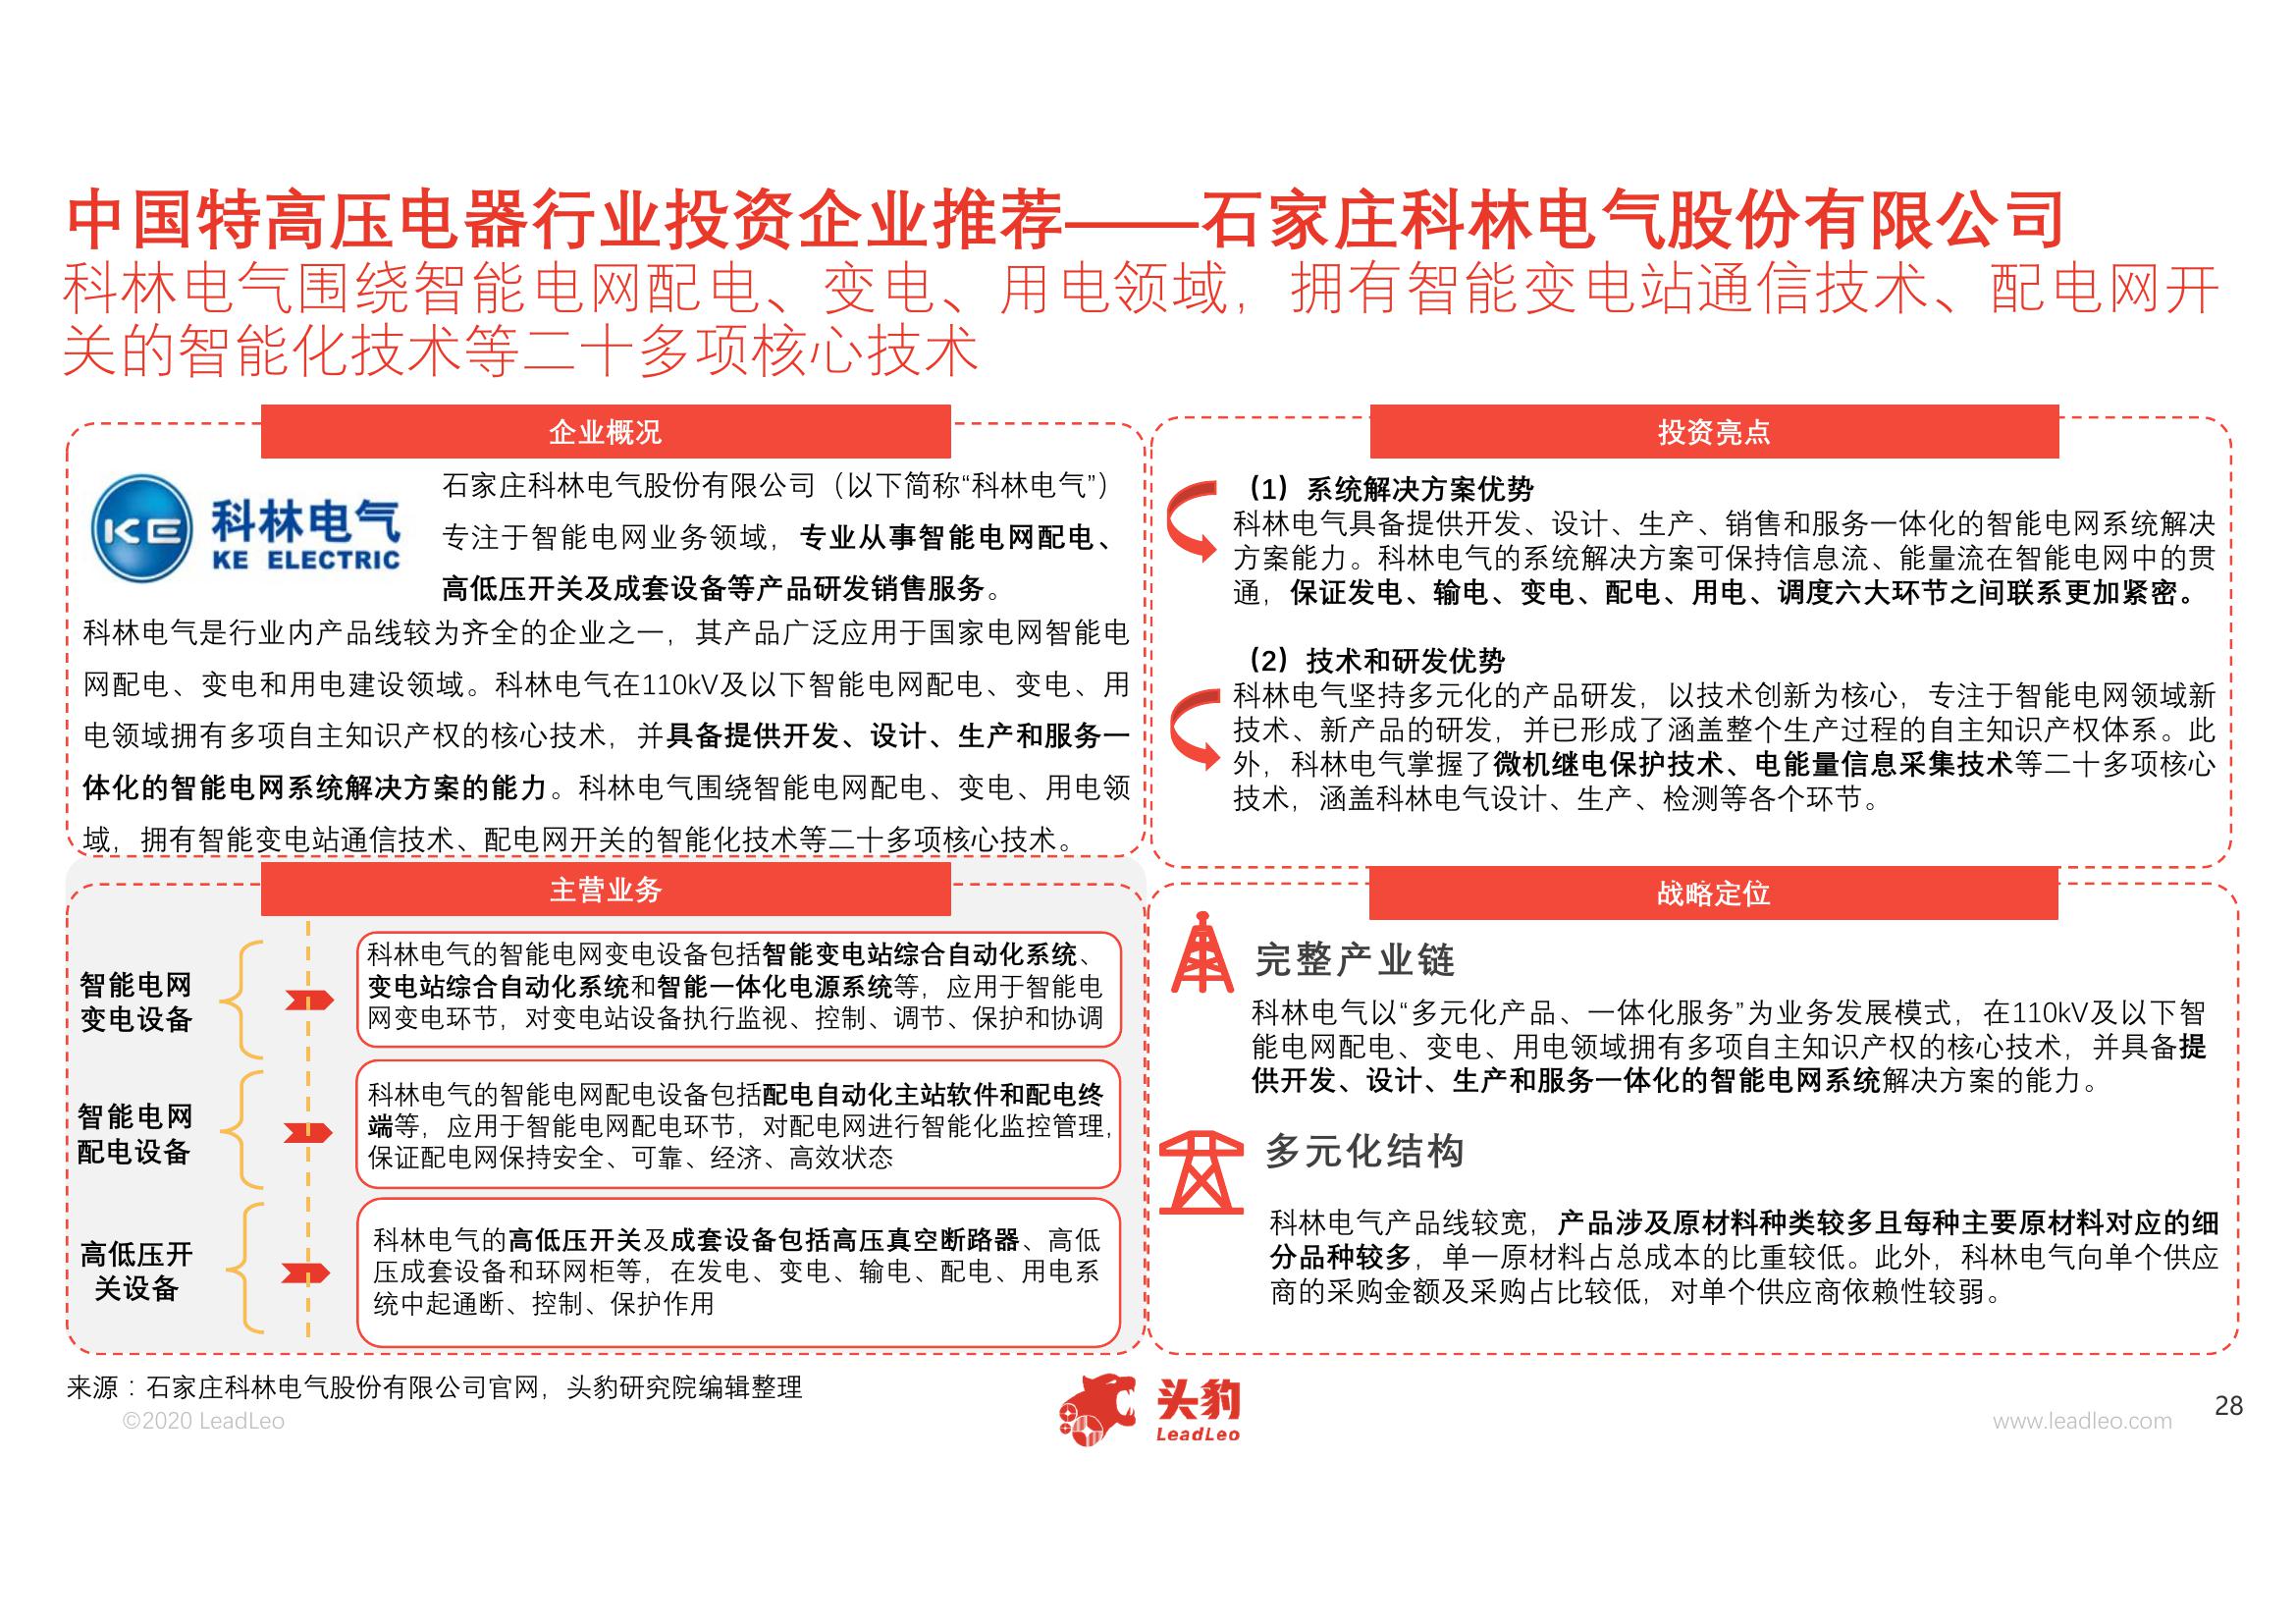 中国特高压电器行业投资企业推荐——石家庄科林电气股份有限公司
科林电气围绕智能电网配电、变电、用电领域，拥有智能变电站通信技术、配电网开
关的智能化技术等二十多项核心技术
企业概况
KE
科林电气
KE ELECTRIC
石家庄科林电气股份有限公司（以下简称“科林电气”）
专注于智能电网业务领域，专业从事智能电网配电、
高低压开关及成套设备等产品研发销售服务。
科林电气是行业内产品线较为齐全的企业之一，其产品广泛应用于国家电网智能电
网配电、变电和用电建设领域。科林电气在110kV及以下智能电网配电、变电、用
电领域拥有多项自主知识产权的核心技术，并具备提供开发、设计、生产和服务一
体化的智能电网系统解决方案的能力。科林电气围绕智能电网配电、变电、用电领
域，拥有智能变电站通信技术、配电网开关的智能化技术等二十多项核心技术。
投资亮点
（1）系统解决方案优势
科林电气具备提供开发、设计、生产、销售和服务一体化的智能电网系统解决
方案能力。科林电气的系统解决方案可保持信息流、能量流在智能电网中的贯
通，保证发电、输电、变电、配电、用电、调度六大环节之间联系更加紧密。
（2）技术和研发优势
科林电气坚持多元化的产品研发，以技术创新为核心，专注于智能电网领域新
技术、新产品的研发，并已形成了涵盖整个生产过程的自主知识产权体系。此
外，科林电气掌握了微机继电保护技术、电能量信息采集技术等二十多项核心
技术，涵盖科林电气设计、生产、检测等各个环节。
主营业务
智能电网
变电设备
科林电气的智能电网变电设备包括智能变电站综合自动化系统、
变电站综合自动化系统和智能一体化电源系统等，应用于智能电
网变电环节，对变电站设备执行监视、控制、调节、保护和协调
智能电网
配电设备
科林电气的智能电网配电设备包括配电自动化主站软件和配电终
端等，应用于智能电网配电环节，对配电网进行智能化监控管理，
保证配电网保持安全、可靠、经济、高效状态
高低压开
关设备
科林电气的高低压开关及成套设备包括高压真空断路器、高低
压成套设备和环网柜等，在发电、变电、输电、配电、用电系
统中起通断、控制、保护作用
战略定位
完整产业链
科林电气以“多元化产品、一体化服务”为业务发展模式，在110kV及以下智
能电网配电、变电、用电领域拥有多项自主知识产权的核心技术，并具备提
供开发、设计、生产和服务一体化的智能电网系统解决方案的能力。
多元化结构
科林电气产品线较宽，产品涉及原材料种类较多且每种主要原材料对应的细
分品种较多，单一原材料占总成本的比重较低。此外，科林电气向单个供应
商的采购金额及采购占比较低，对单个供应商依赖性较弱。
来源：石家庄科林电气股份有限公司官网，头豹研究院编辑整理
©2020 LeadLeo
头豹
LeadLeo
www.leadleo.com
28